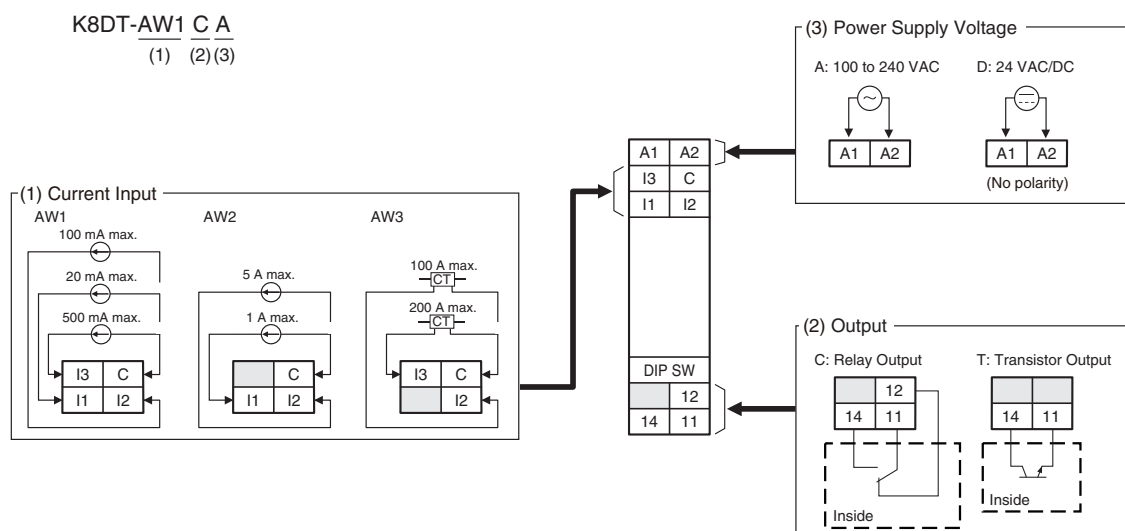 K8DT-AW1 C A
(1) (2) (3)
(3) Power Supply Voltage
A: 100 to 240 VAC
D: 24 VAC/DC
A1 A2
A1 A2
(No polarity)
A1 A2
I3 C
I1 I2
DIP SW
12
14 11
(1) Current Input
AW1
100 mA max.
20 mA max.
500 mA max.
I3 C
I1 I2
AW2
5 A max.
1 A max.
C
I1 I2
AW3
100 A max.
CT
200 A max.
CT
I3 C
I2
(2) Output
C: Relay Output
12
14 11
Inside
T: Transistor Output
14 11
Inside